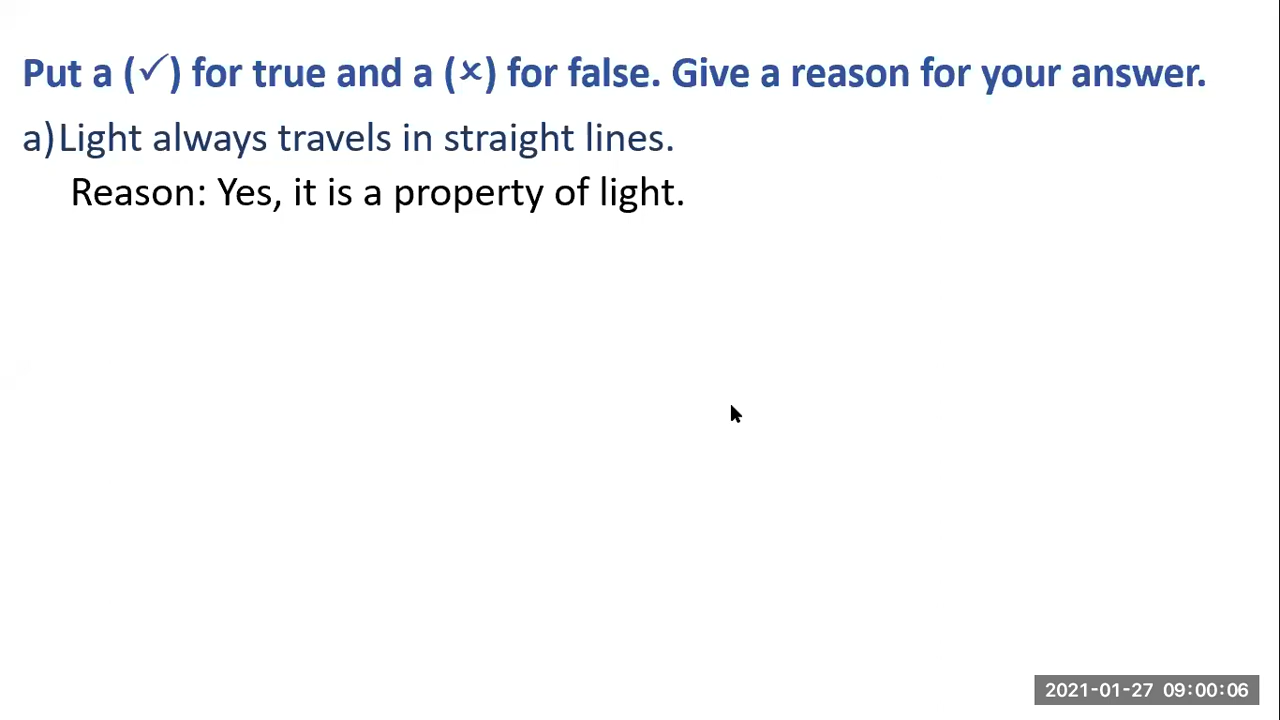 Put a (✓) for true and a (×) for false. Give a reason for your answer.
a) Light always travels in straight lines.
Reason: Yes, it is a property of light.
2021-01-27 09:00:06